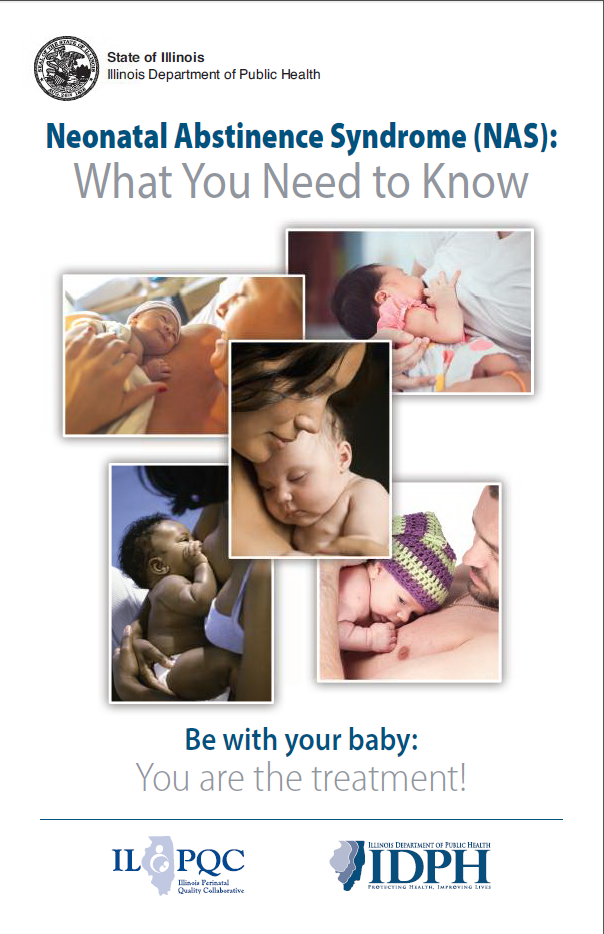 State of Illinois
Illinois Department of Public Health
Neonatal Abstinence Syndrome (NAS):
What You Need to Know
Be with your baby:
You are the treatment!
ILPQC
Illinois Perinatal
Quality Collaborative
ILLINOIS DEPARTMENT OF PUBLIC HEALTH
IDPH
PROTECTING HEALTH, IMPROVING LIVES